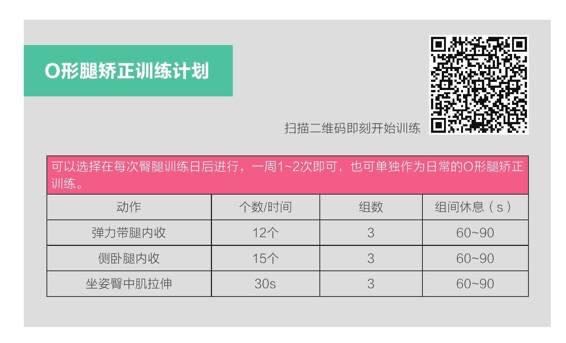 O形腿矫正训练计划
扫描二维码即刻开始训练
可以选择在每次臀腿训练日后进行，一周1~2次即可，也可单独作为日常的O形腿矫正
训练。
动作 个数/时间 组数 组间休息（s）
弹力带腿内收 12个 3 60~90
侧卧腿内收 15个 3 60~90
坐姿臀中肌拉伸 30s 3 60~90